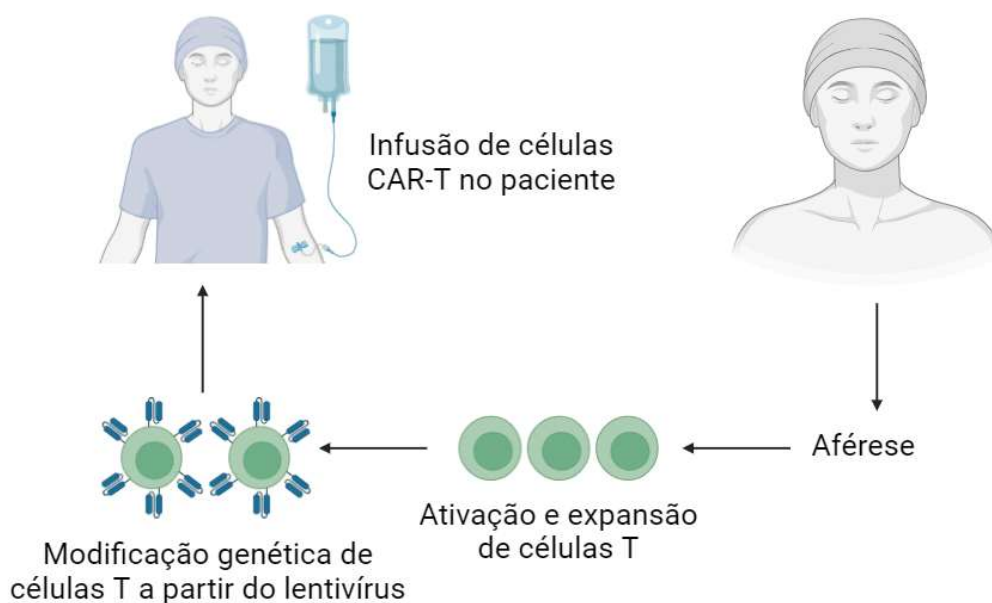 Infusão de células
CAR-T no paciente
Aférese
Ativação e expansão
de células T
Modificação genética de
células T a partir do lentivírus